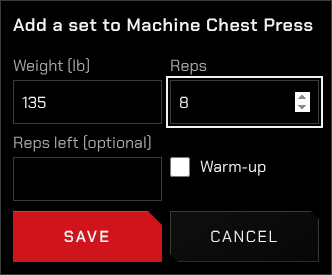 Add a set to Machine Chest Press
Weight (lb) Reps
135 8
Reps left (optional)
Warm-up
SAVE CANCEL